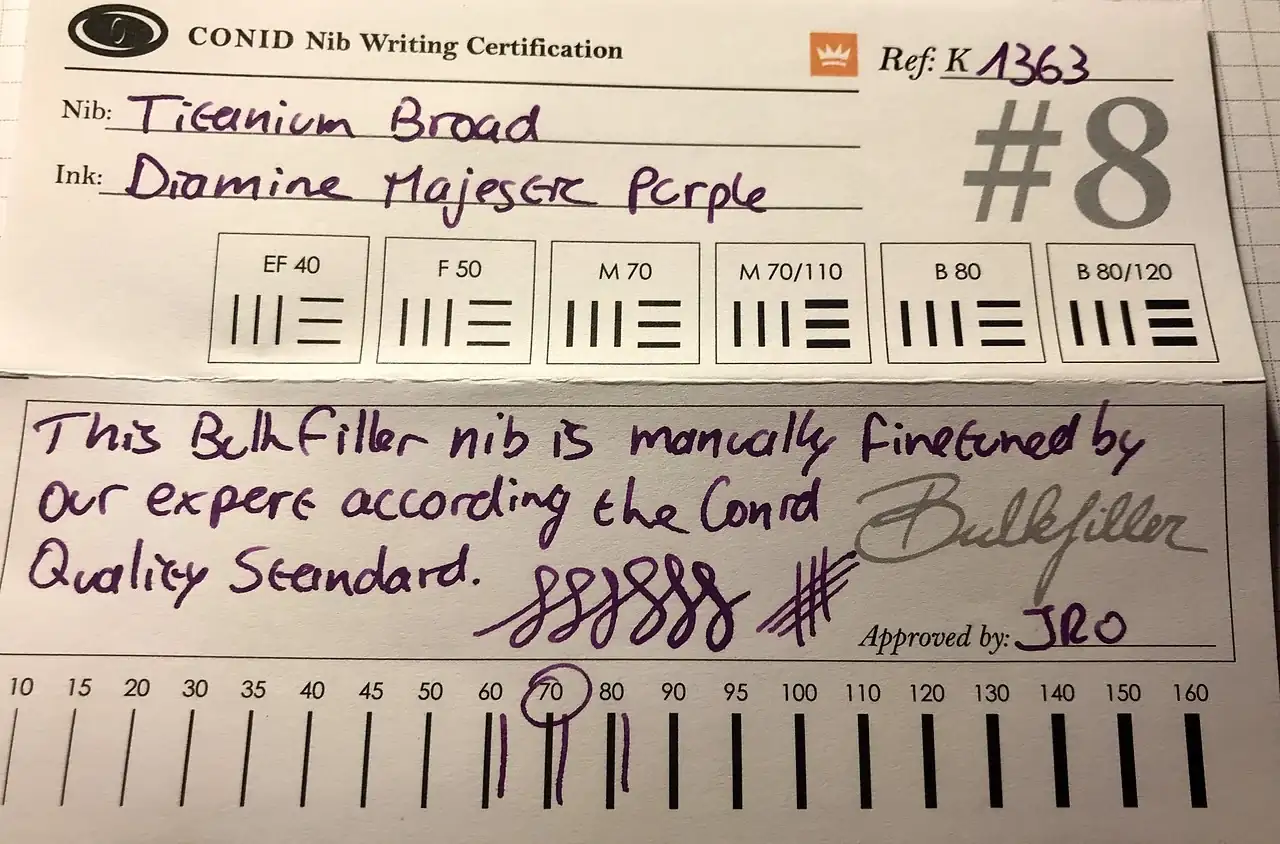 CONID Nib Writing Certification
Ref: K 1363
Nib: Titanium Broad
#8
Ink: Diamine Majestic Purple
EF 40 F 50 M 70 M 70/110 B 80 B 80/120
This Bulkfiller nib is manually finetuned by
our expert according the Conid
Bulkfiller
Quality Standard.
Approved by: JRO
10 15 20 30 35 40 45 50 60 70 80 90 95 100 110 120 130 140 150 160